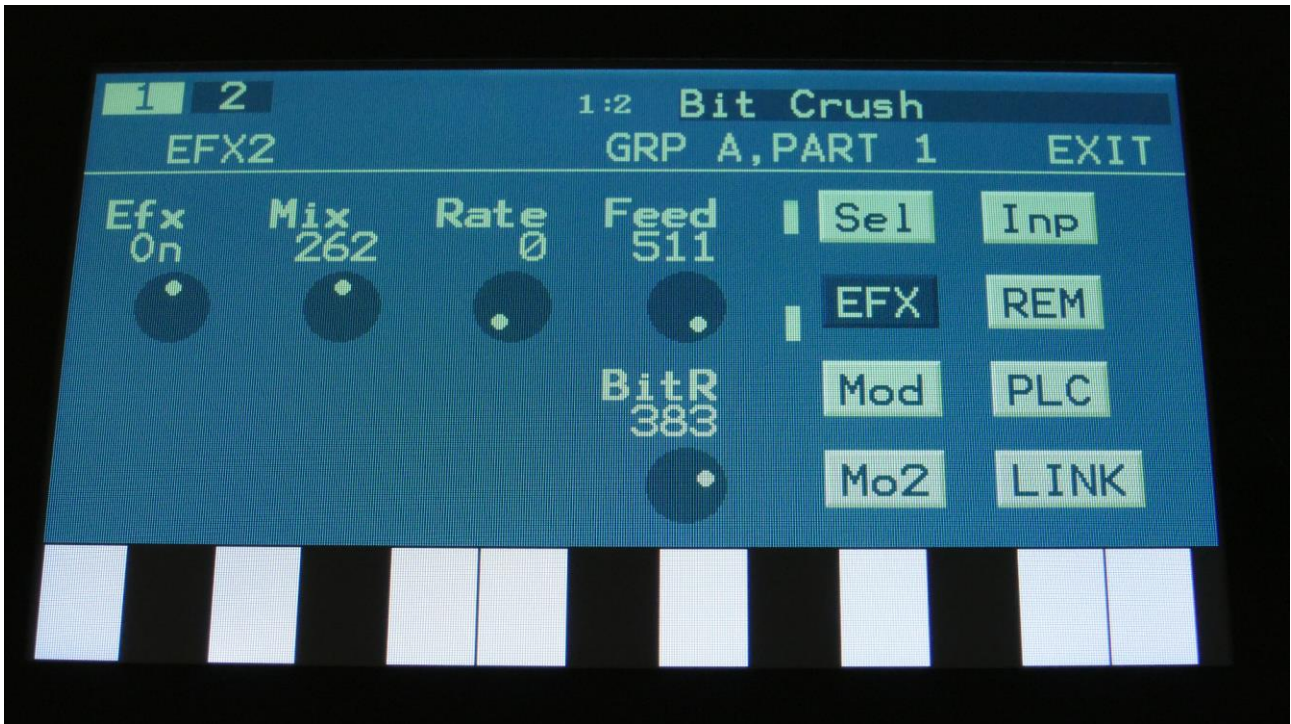 1 2 1:2 Bit Crush
EFX2 GRP A,PART 1 EXIT
Efx Mix Rate Feed Sel Inp
On 262 0 511
EFX REM
BitR Mod PLC
383
Mo2 LINK